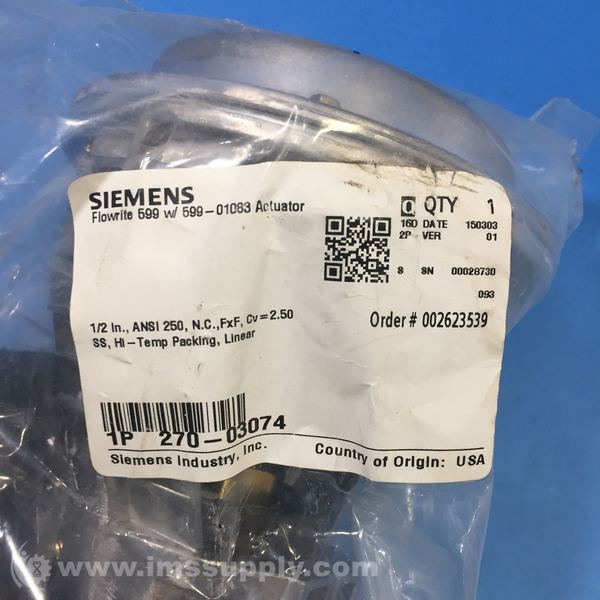 SIEMENS
Flowrite 599 w/ 599-01083 Actuator
Q QTY 1
16D DATE 150303
2P VER 01
S SN 00028730
093
1/2 In., ANSI 250, N.C.,FxF, Cv=2.50
SS, Hi-Temp Packing, Linear
Order # 002623539
1P 270-03074
Siemens Industry, Inc.
Country of Origin: USA
www.imssupply.com